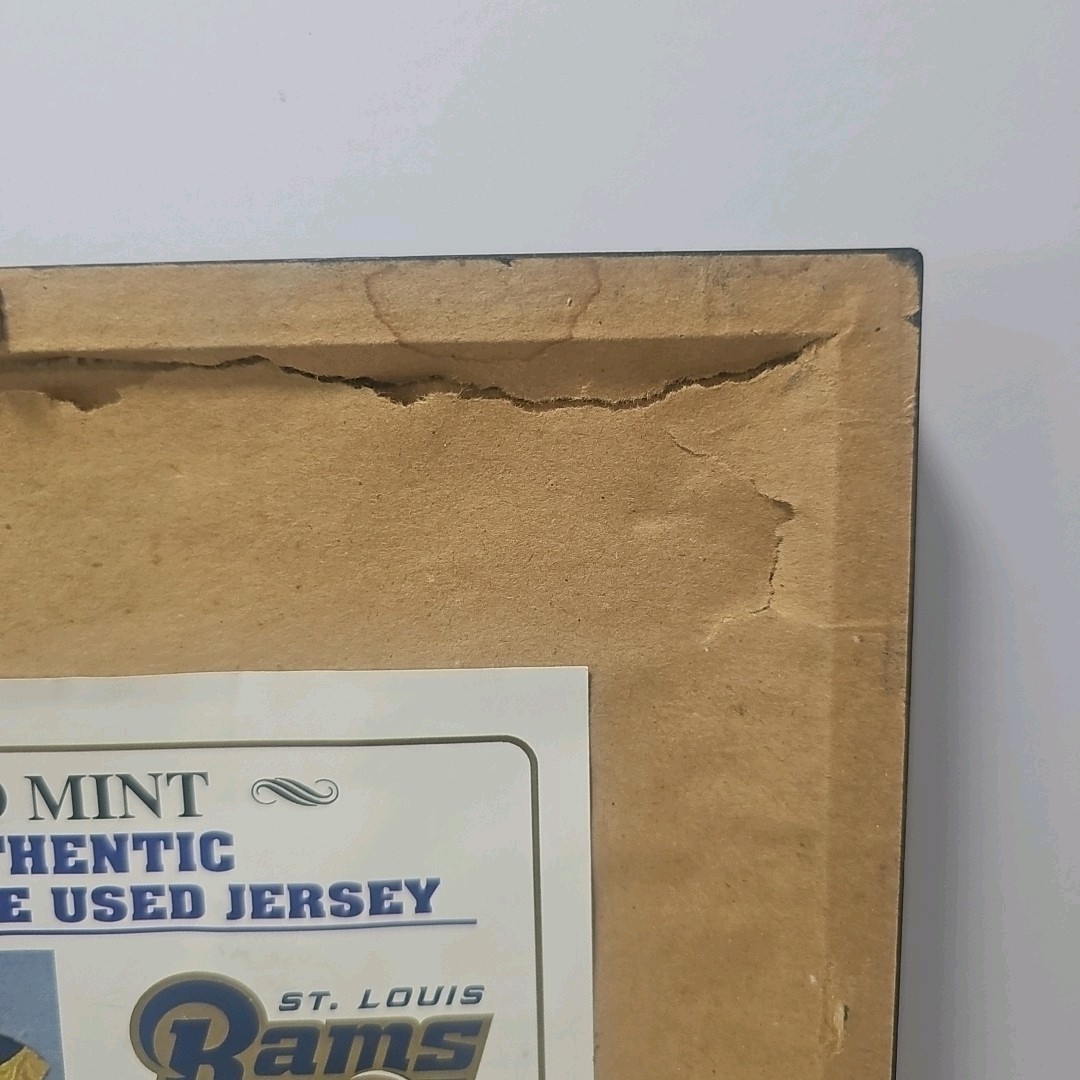 MINT
THENTIC
E USED JERSEY
ST. LOUIS
Rams